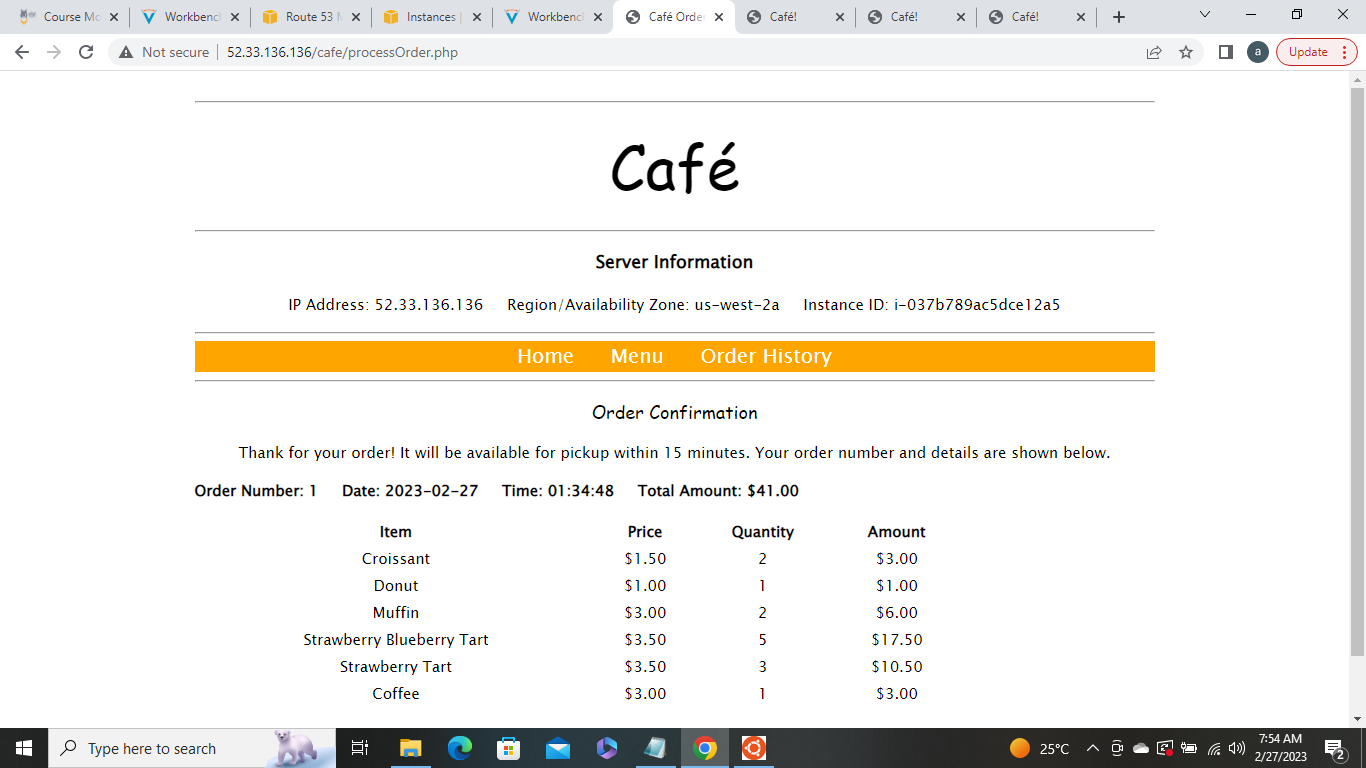 Course Mo
Workbenc
Route 53 M
Instances |
Workbenc
Café Order
Café!
Café!
Café!
Not secure
52.33.136.136/cafe/processOrder.php
a
Update
Café
Server Information
IP Address: 52.33.136.136 Region/Availability Zone: us-west-2a Instance ID: i-037b789ac5dce12a5
Home Menu Order History
Order Confirmation
Thank for your order! It will be available for pickup within 15 minutes. Your order number and details are shown below.
Order Number: 1 Date: 2023-02-27 Time: 01:34:48 Total Amount: $41.00
Item Price Quantity Amount
Croissant $1.50 2 $3.00
Donut $1.00 1 $1.00
Muffin $3.00 2 $6.00
Strawberry Blueberry Tart $3.50 5 $17.50
Strawberry Tart $3.50 3 $10.50
Coffee $3.00 1 $3.00
Type here to search
25°C
7:54 AM
2/27/2023
2